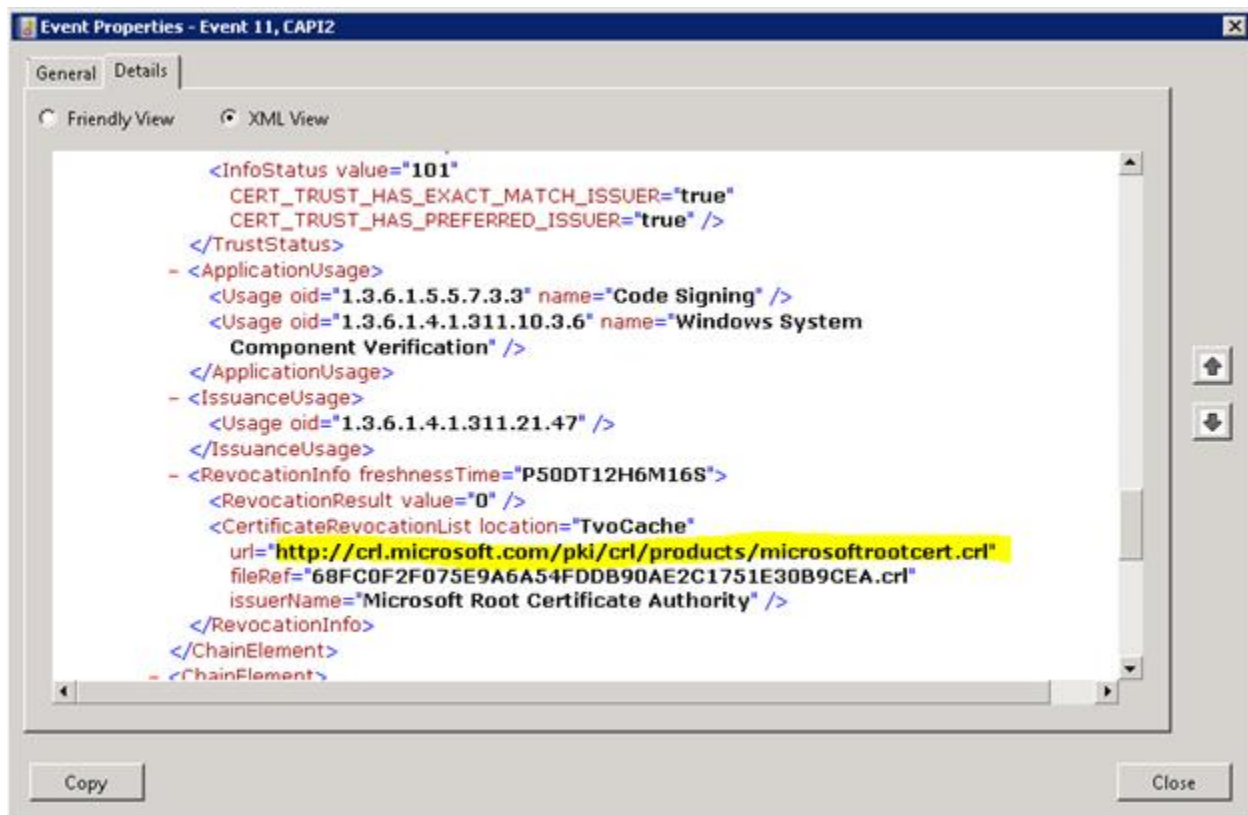 Event Properties - Event 11, CAPI2
General Details
Friendly View XML View
<InfoStatus value="101"
CERT_TRUST_HAS_EXACT_MATCH_ISSUER="true"
CERT_TRUST_HAS_PREFERRED_ISSUER="true" />
</TrustStatus>
- <ApplicationUsage>
<Usage oid="1.3.6.1.5.5.7.3.3" name="Code Signing" />
<Usage oid="1.3.6.1.4.1.311.10.3.6" name="Windows System
Component Verification" />
</ApplicationUsage>
- <IssuanceUsage>
<Usage oid="1.3.6.1.4.1.311.21.47" />
</IssuanceUsage>
- <RevocationInfo freshnessTime="P50DT12H6M16S">
<RevocationResult value="0" />
<CertificateRevocationList location="TvoCache"
url="http://crl.microsoft.com/pki/crl/products/microsoftrootcert.crl"
fileRef="68FC0F2F075E9A6A54FDDB90AE2C1751E30B9CEA.crl"
issuerName="Microsoft Root Certificate Authority" />
</RevocationInfo>
</ChainElement>
- <ChainElement>
Copy Close